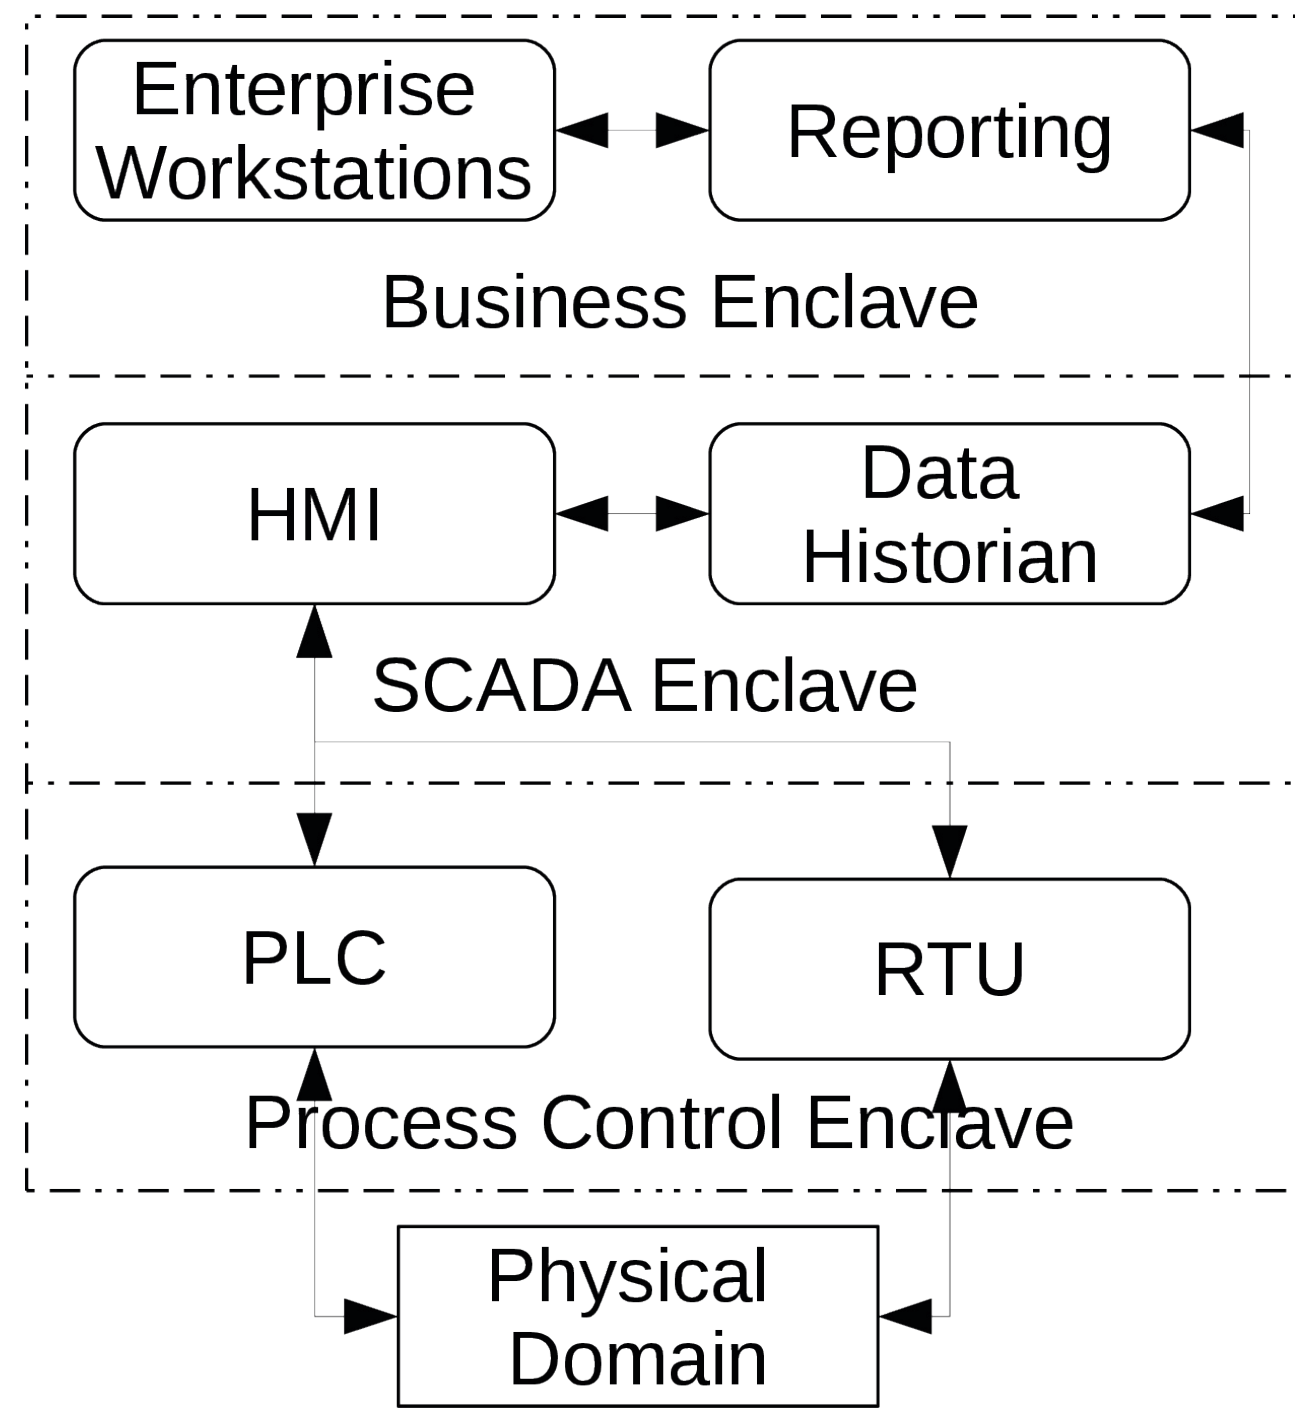 Enterprise
Workstations
Reporting
Business Enclave
HMI
Data
Historian
SCADA Enclave
PLC
RTU
Process Control Enclave
Physical
Domain